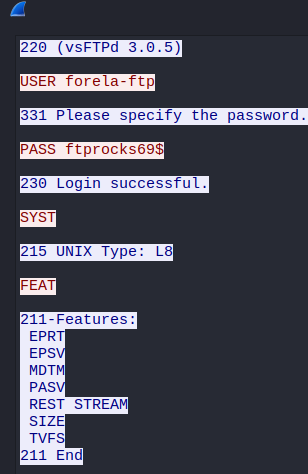 220 (vsFTPd 3.0.5)
USER forela-ftp
331 Please specify the password.
PASS ftprocks69$
230 Login successful.
SYST
215 UNIX Type: L8
FEAT
211-Features:
EPRT
EPSV
MDTM
PASV
REST STREAM
SIZE
TVFS
211 End